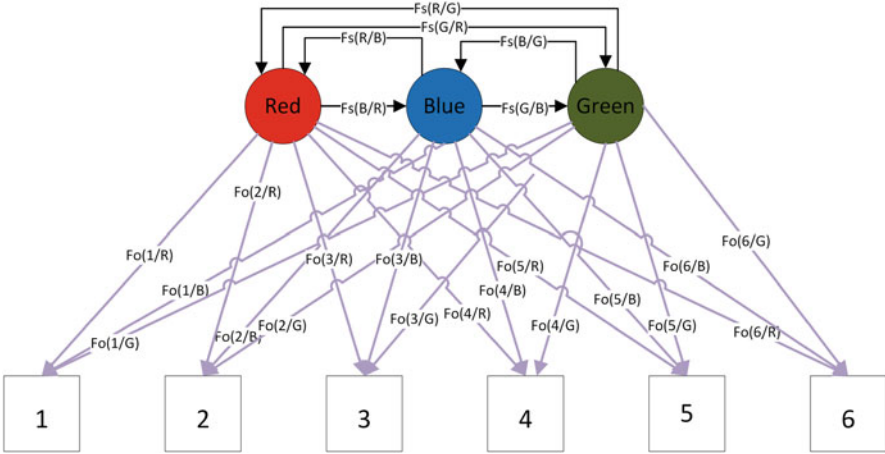 Fs(R/G)
Fs(G/R)
Fs(R/B)
Fs(B/G)
Red
Fs(B/R)
Blue
Fs(G/B)
Green
Fo(2/R)
Fo(1/R)
Fo(3/R)
Fo(3/B)
Fo(5/R)
Fo(6/B)
Fo(6/G)
Fo(1/B)
Fo(4/B)
Fo(5/B)
Fo(1/G)
Fo(2/B)
Fo(2/G)
Fo(3/G)
Fo(4/R)
Fo(4/G)
Fo(5/G)
Fo(6/R)
1
2
3
4
5
6